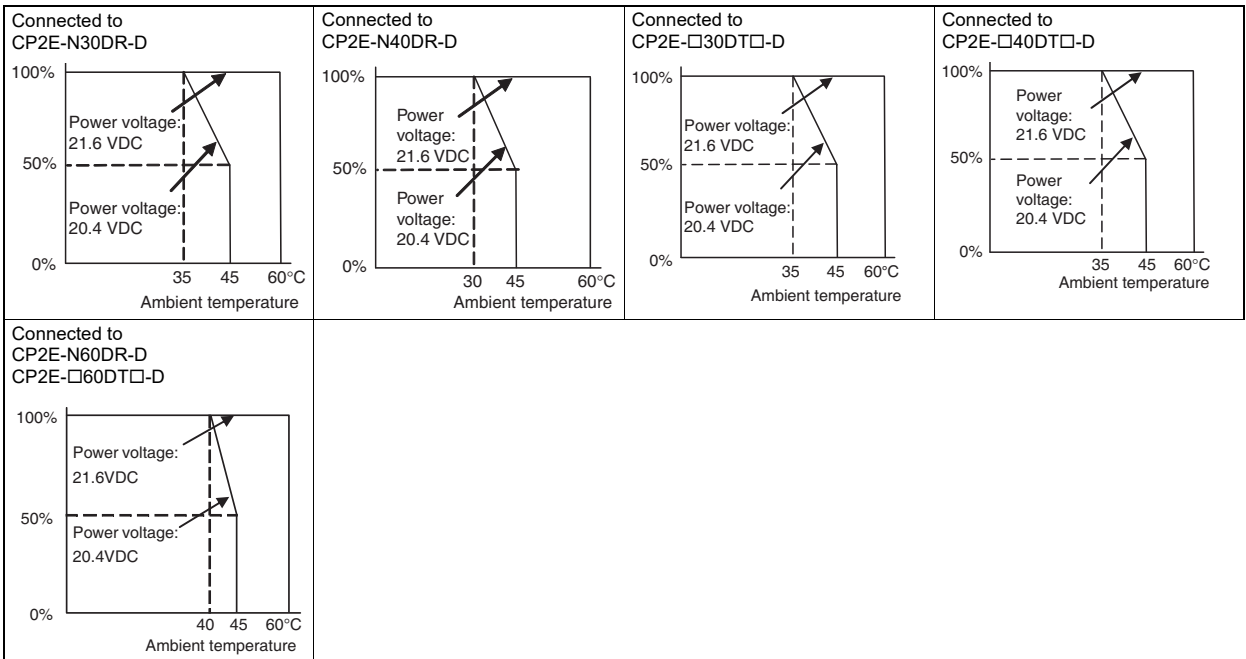 Connected to
CP2E-N30DR-D
100%
Power voltage:
21.6 VDC
50%
Power voltage:
20.4 VDC
0%
35 45 60°C
Ambient temperature
Connected to
CP2E-N40DR-D
100%
Power
voltage:
21.6 VDC
50%
Power
voltage:
20.4 VDC
0%
30 45 60°C
Ambient temperature
Connected to
CP2E-□30DT□-D
100%
Power voltage:
21.6 VDC
50%
Power voltage:
20.4 VDC
0%
35 45 60°C
Ambient temperature
Connected to
CP2E-□40DT□-D
100%
Power
voltage:
21.6 VDC
50%
Power
voltage:
20.4 VDC
0%
35 45 60°C
Ambient temperature
Connected to
CP2E-N60DR-D
CP2E-□60DT□-D
100%
Power voltage:
21.6VDC
50%
Power voltage:
20.4VDC
0%
40 45 60°C
Ambient temperature